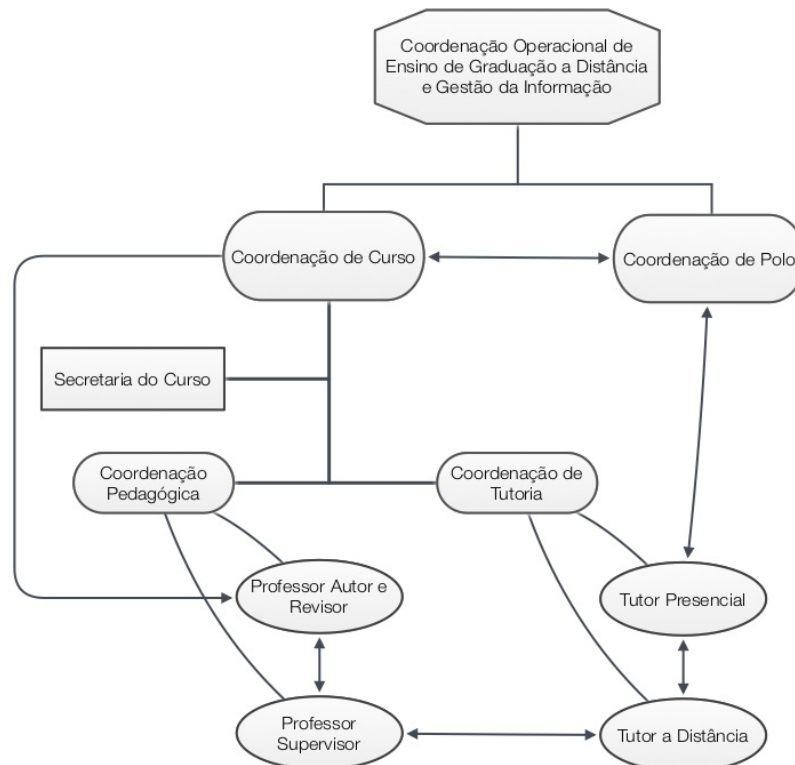 Coordenação Operacional de
Ensino de Graduação a Distância
e Gestão da Informação
Coordenação de Curso
Coordenação de Polo
Secretaria do Curso
Coordenação
Pedagógica
Coordenação de
Tutoria
Professor Autor e
Revisor
Tutor Presencial
Professor
Supervisor
Tutor a Distância